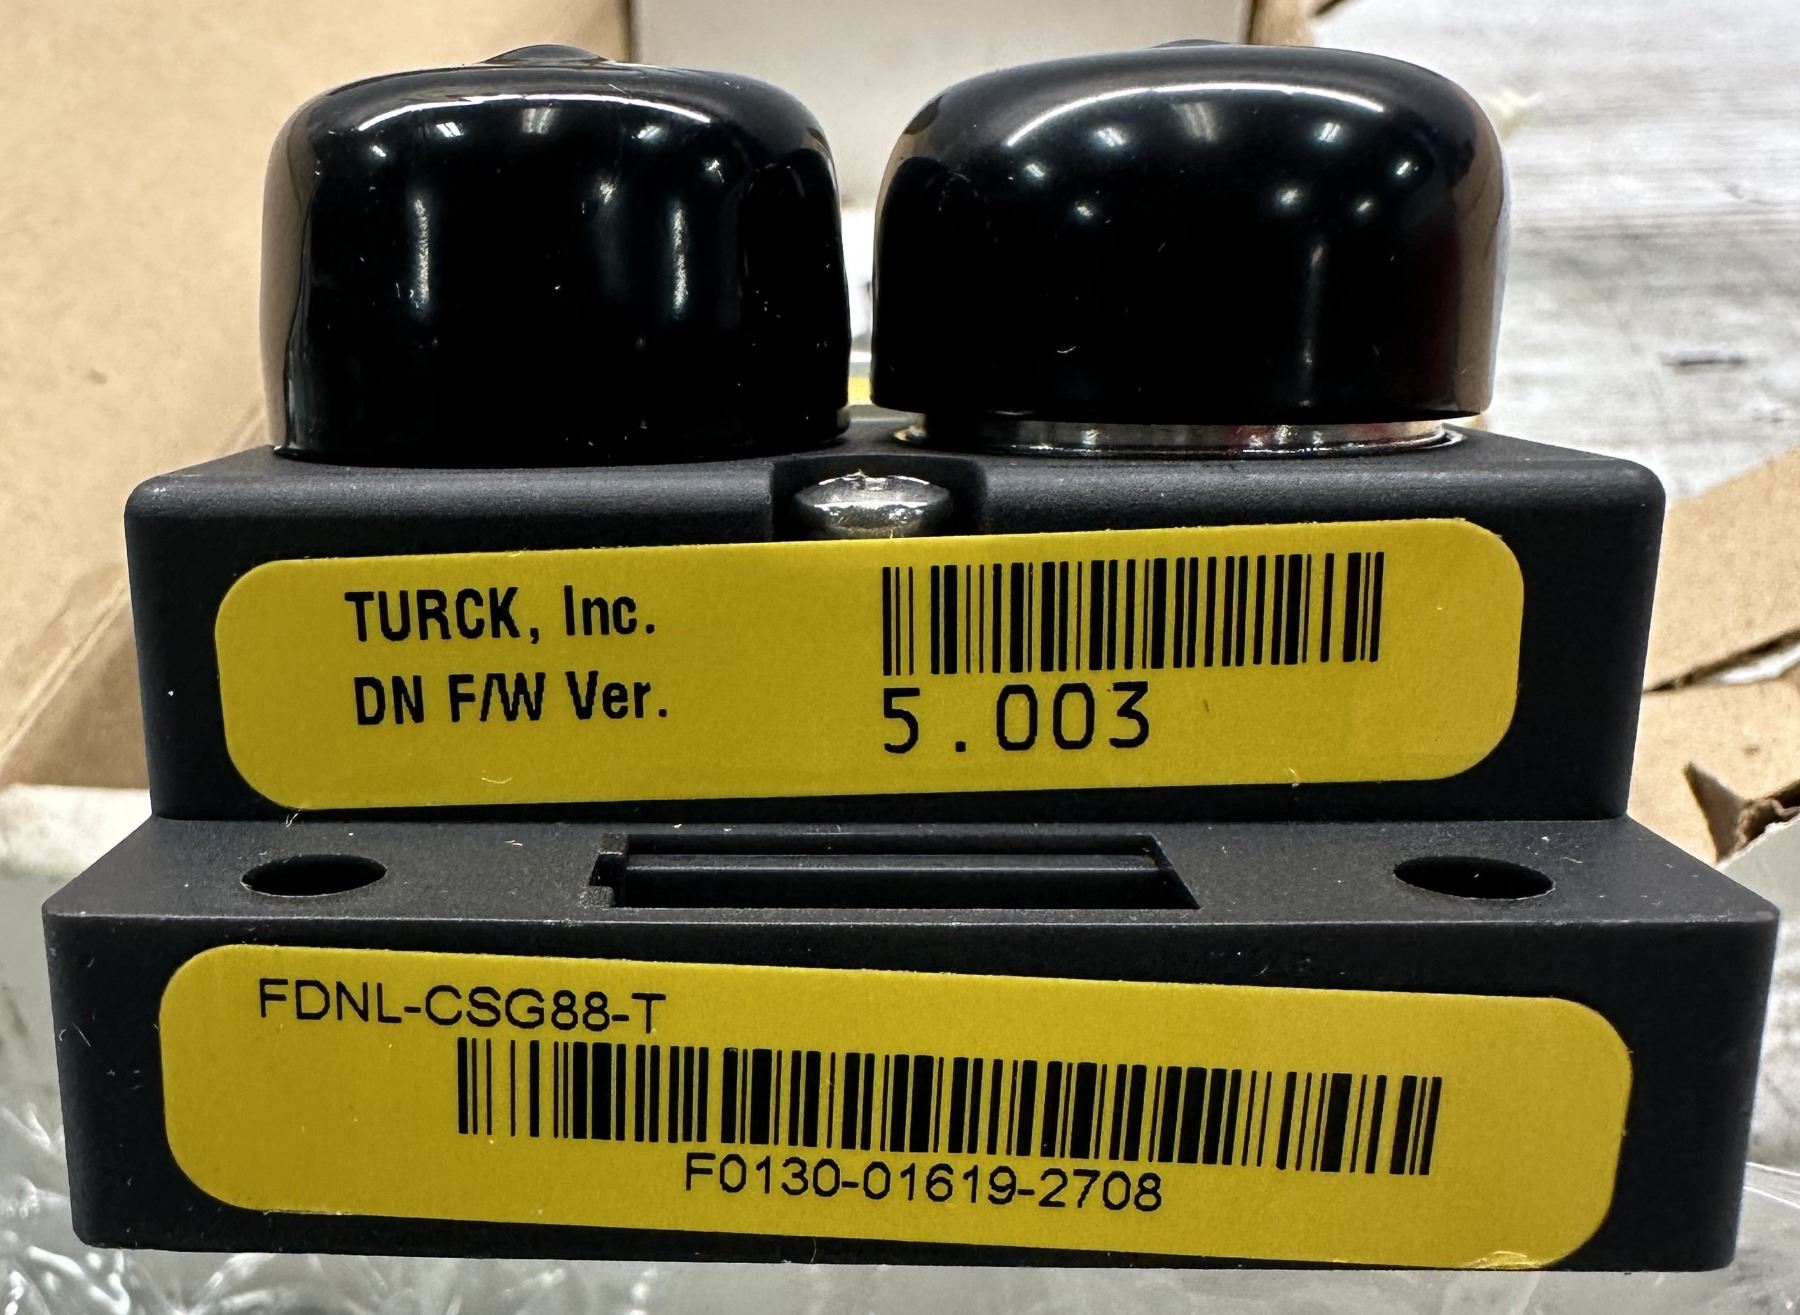 TURCK, Inc.
DN F/W Ver.
5.003
FDNL-CSG88-T
F0130-01619-2708